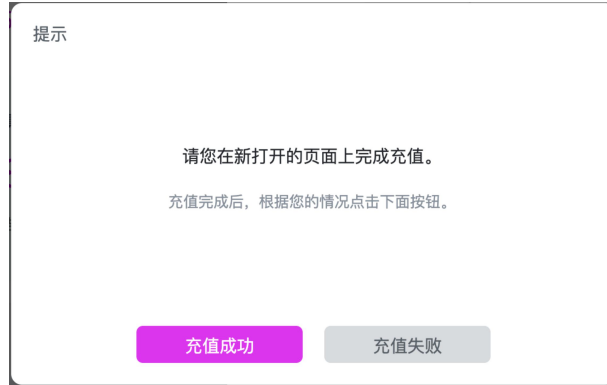 提示
请您在新打开的页面上完成充值。
充值完成后，根据您的情况点击下面按钮。
充值成功
充值失败